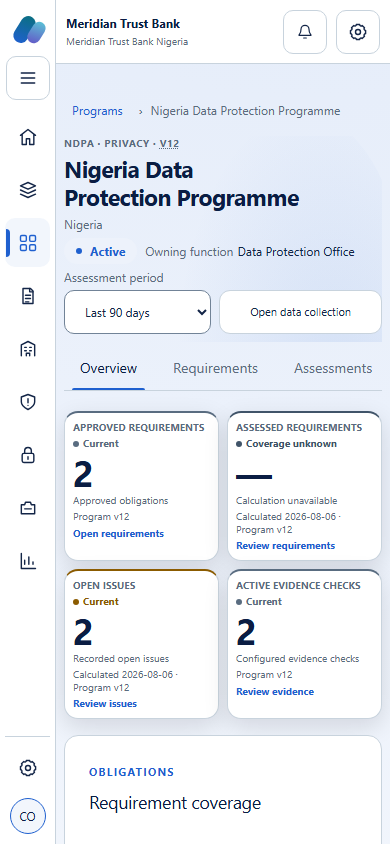 Meridian Trust Bank
Meridian Trust Bank Nigeria
Programs › Nigeria Data Protection Programme
NDPA · PRIVACY · V12
Nigeria Data
Protection Programme
Nigeria
Active Owning function Data Protection Office
Assessment period
Last 90 days
Open data collection
Overview Requirements Assessments
APPROVED REQUIREMENTS
Current
2
Approved obligations
Program v12
Open requirements
ASSESSED REQUIREMENTS
Coverage unknown
—
Calculation unavailable
Calculated 2026-08-06 ·
Program v12
Review requirements
OPEN ISSUES
Current
2
Recorded open issues
Calculated 2026-08-06 ·
Program v12
Review issues
ACTIVE EVIDENCE CHECKS
Current
2
Configured evidence checks
Program v12
Review evidence
OBLIGATIONS
Requirement coverage
CO